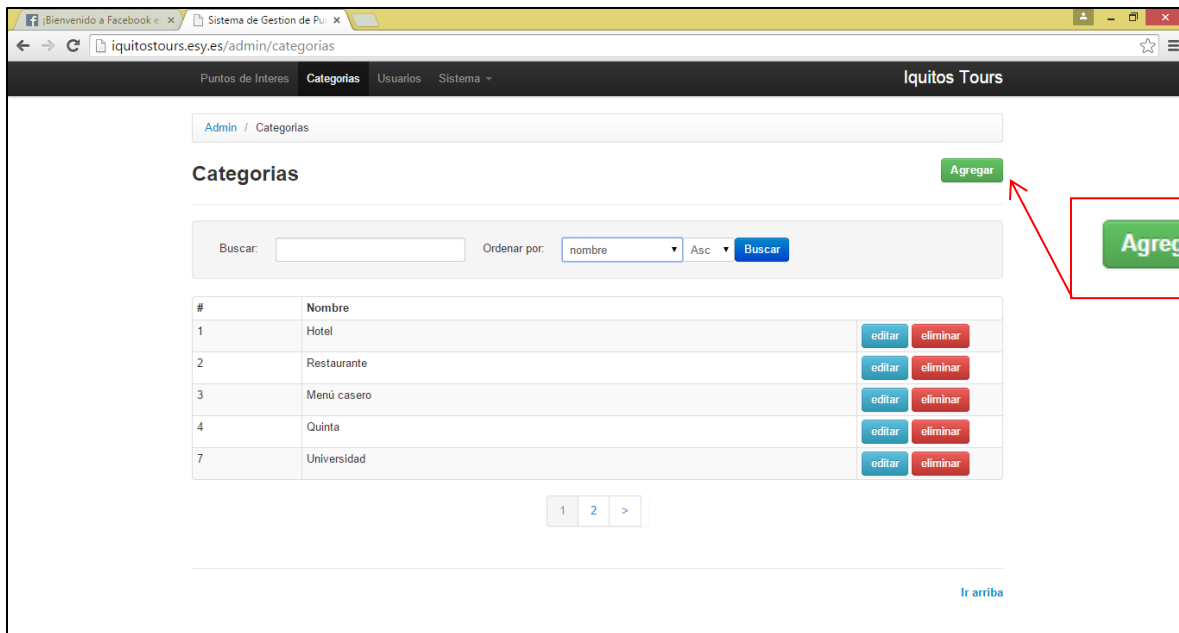 ¡Bienvenido a Facebook e
Sistema de Gestion de Pu
iquitostours.esy.es/admin/categorias
Puntos de Interes Categorias Usuarios Sistema Iquitos Tours
Admin / Categorias
Categorias Agregar
Agreg
Buscar: Ordenar por: nombre Asc Buscar
# Nombre
1 Hotel editar eliminar
2 Restaurante editar eliminar
3 Menú casero editar eliminar
4 Quinta editar eliminar
7 Universidad editar eliminar
1 2 >
Ir arriba